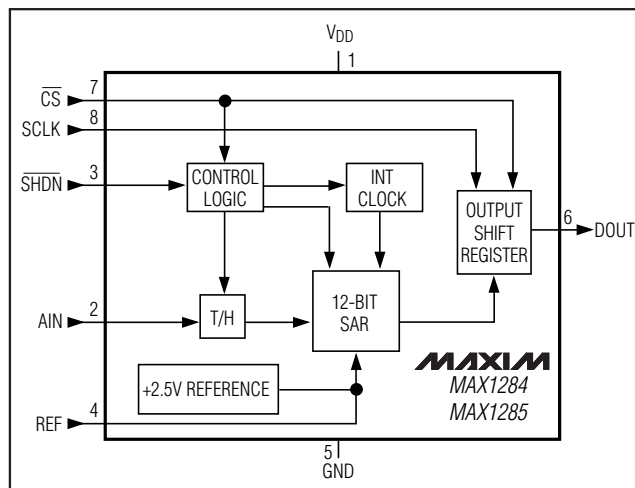 VDD
1
CS
7
SCLK
8
SHDN
3
CONTROL
LOGIC
INT
CLOCK
OUTPUT
SHIFT
REGISTER
6
DOUT
AIN
2
T/H
12-BIT
SAR
+2.5V REFERENCE
MAXIM
MAX1284
MAX1285
REF
4
5
GND